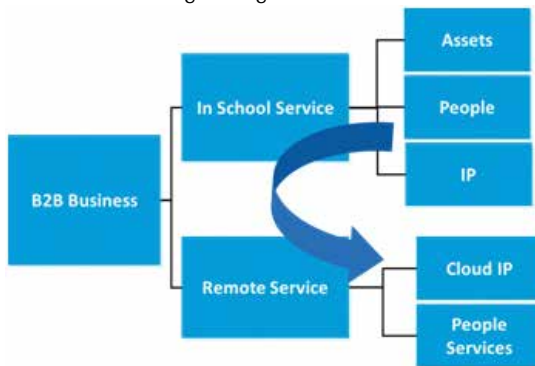 B2B Business
In School Service
Assets
People
IP
Remote Service
Cloud IP
People
Services